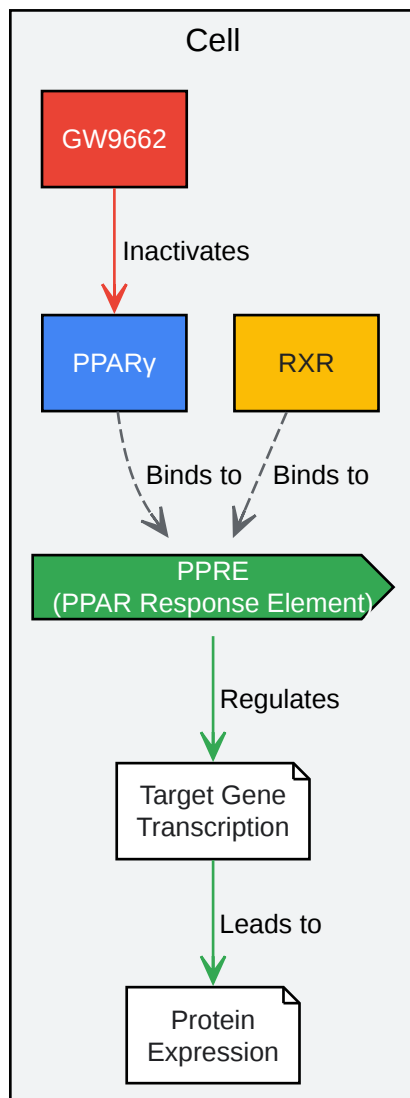 Cell
GW9662
Inactivates
PPARγ
RXR
Binds to
Binds to
PPRE
(PPAR Response Element)
Regulates
Target Gene
Transcription
Leads to
Protein
Expression